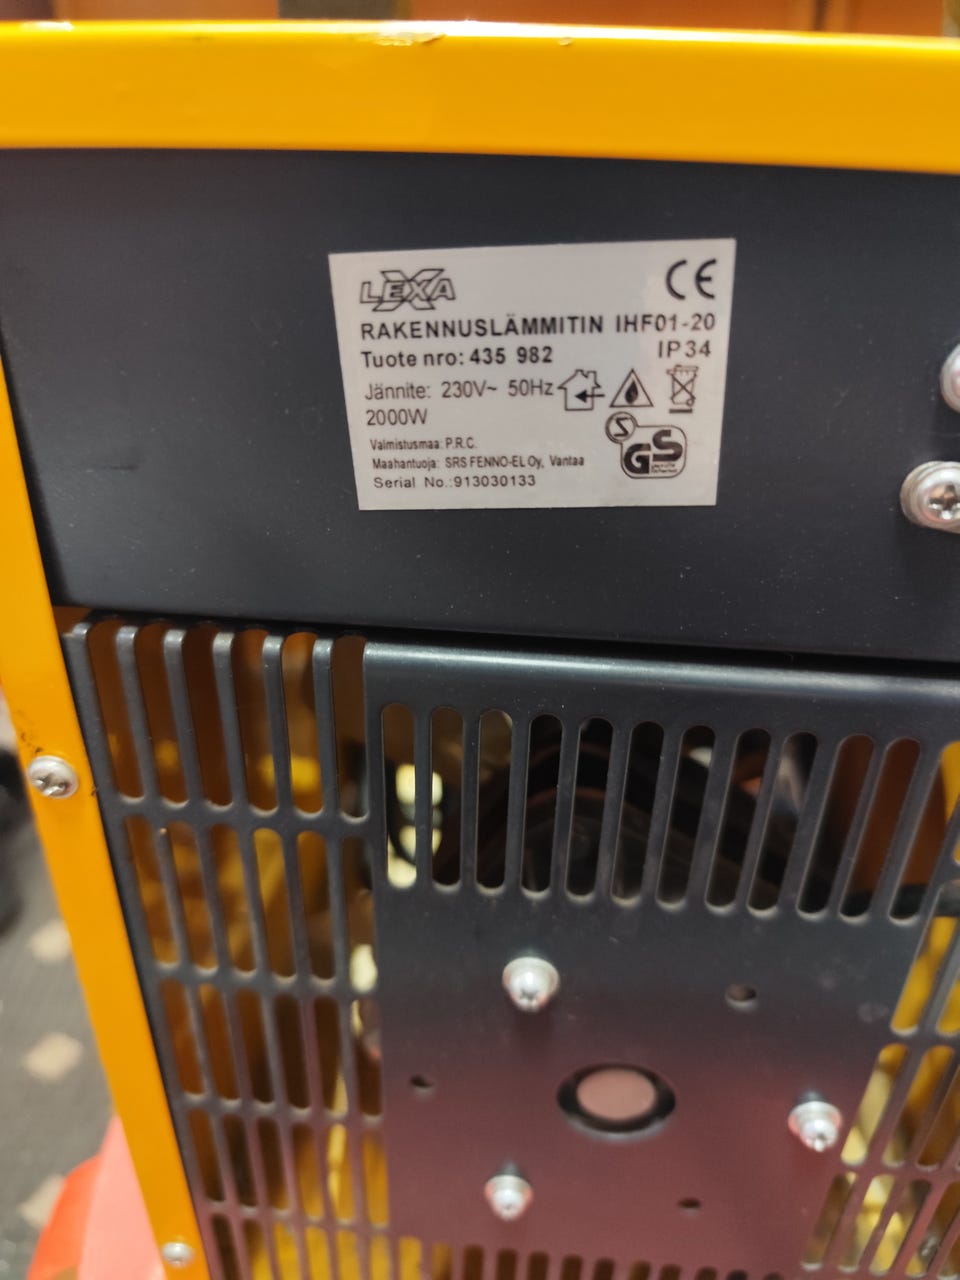 LEXA
CE
RAKENNUSLÄMMITIN IHF01-20
Tuote nro: 435 982
IP34
Jännite: 230V~ 50Hz
2000W
Valmistusmaa: P.R.C.
Maahantuoja: SRS FENNO-EL Oy, Vantaa
Serial No.:913030133
S
GS